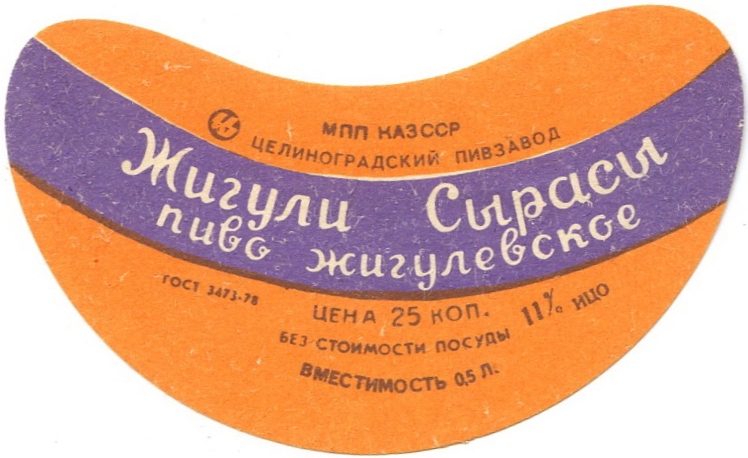 МПП КАЗССР
ЦЕЛИНОГРАДСКИЙ ПИВЗАВОД
Жигули Сырасы
пиво жигулевское
ГОСТ 3473-78
ЦЕНА 25 КОП.
11% ИЦО
БЕЗ СТОИМОСТИ ПОСУДЫ
ВМЕСТИМОСТЬ 0,5 Л.